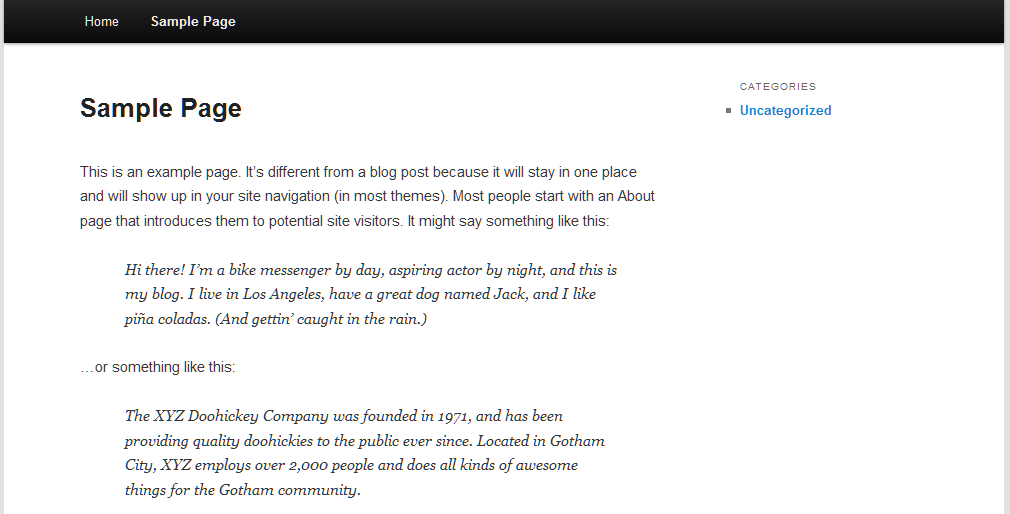 Home Sample Page
Sample Page
This is an example page. It’s different from a blog post because it will stay in one place
and will show up in your site navigation (in most themes). Most people start with an About
page that introduces them to potential site visitors. It might say something like this:
Hi there! I’m a bike messenger by day, aspiring actor by night, and this is
my blog. I live in Los Angeles, have a great dog named Jack, and I like
piña coladas. (And gettin’ caught in the rain.)
…or something like this:
The XYZ Doohickey Company was founded in 1971, and has been
providing quality doohickies to the public ever since. Located in Gotham
City, XYZ employs over 2,000 people and does all kinds of awesome
things for the Gotham community.
CATEGORIES
Uncategorized